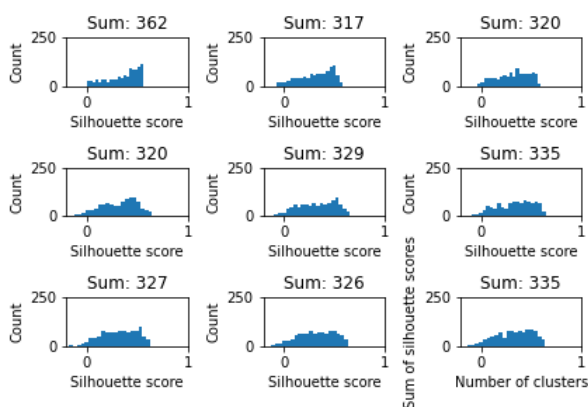 Sum: 362 Sum: 317 Sum: 320
250 250 250
Count Count Count
0 0 0
0 1 0 1 0 1
Silhouette score Silhouette score Silhouette score
Sum: 320 Sum: 329 Sum: 335
250 250 250
Count Count Count
0 0 0
0 1 0 1 0 1
Silhouette score Silhouette score Silhouette score
Sum: 327 Sum: 326 Sum: 335
250 250 250
Count Count Sum of silhouette scores
0 0 0
0 1 0 1 0 1
Silhouette score Silhouette score Number of clusters